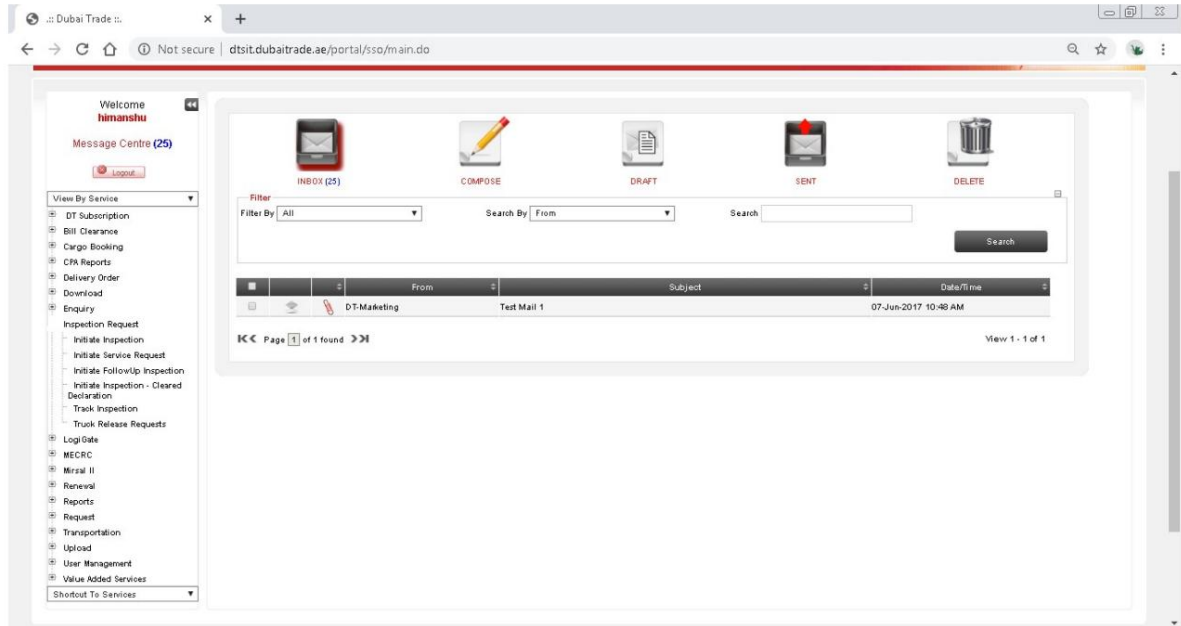 .:: Dubai Trade ::.
Not secure | dtsit.dubaitrade.ae/portal/sso/main.do
Welcome
himanshu
Message Centre (25)
Logout
View By Service
DT Subscription
Bill Clearance
Cargo Booking
CPA Reports
Delivery Order
Download
Enquiry
Inspection Request
Initiate Inspection
Initiate Service Request
Initiate FollowUp Inspection
Initiate Inspection - Cleared
Declaration
Track Inspection
Truck Release Requests
LogiGate
MECRC
Mirsal II
Renewal
Reports
Request
Transportation
Upload
User Management
Value Added Services
Shortcut To Services
INBOX (25) COMPOSE DRAFT SENT DELETE
Filter
Filter By All Search By From Search
Search
From Subject Date/Time
DT-Marketing Test Mail 1 07-Jun-2017 10:48 AM
Page 1 of 1 found View 1 - 1 of 1